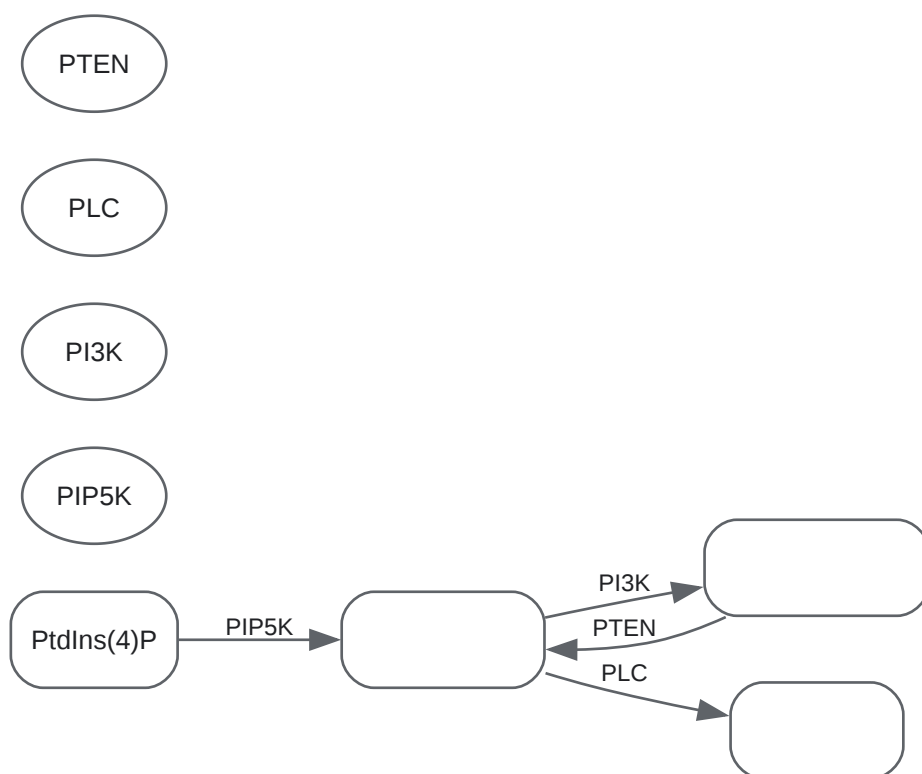 PTEN
PLC
PI3K
PIP5K
PtdIns(4)P
PIP5K
PI3K
PTEN
PLC